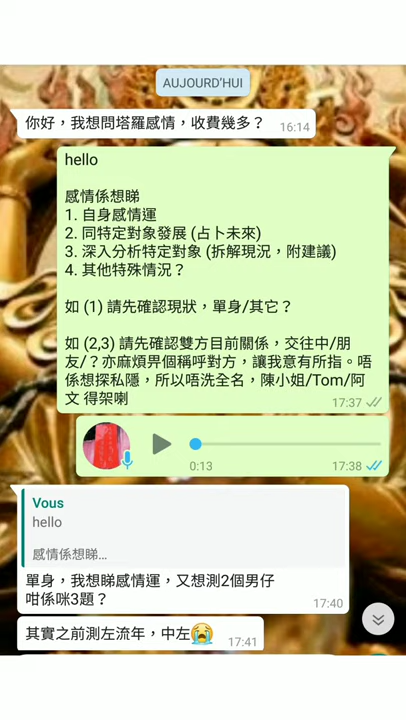 AUJOURD'HUI
你好，我想問塔羅感情，收費幾多？
16:14
hello
感情係想睇
1. 自身感情運
2. 同特定對象發展 (占卜未來)
3. 深入分析特定對象 (拆解現況，附建議)
4. 其他特殊情況？
如 (1) 請先確認現狀，單身/其它？
如 (2,3) 請先確認雙方目前關係，交往中/朋
友/？亦麻煩畀個稱呼對方，讓我意有所指。唔
係想探私隱，所以唔洗全名，陳小姐/Tom/阿
文 得架喇
17:37
0:13
17:38
Vous
hello
感情係想睇…
單身，我想睇感情運，又想測2個男仔
咁係咪3題？
17:40
其實之前測左流年，中左😭
17:41